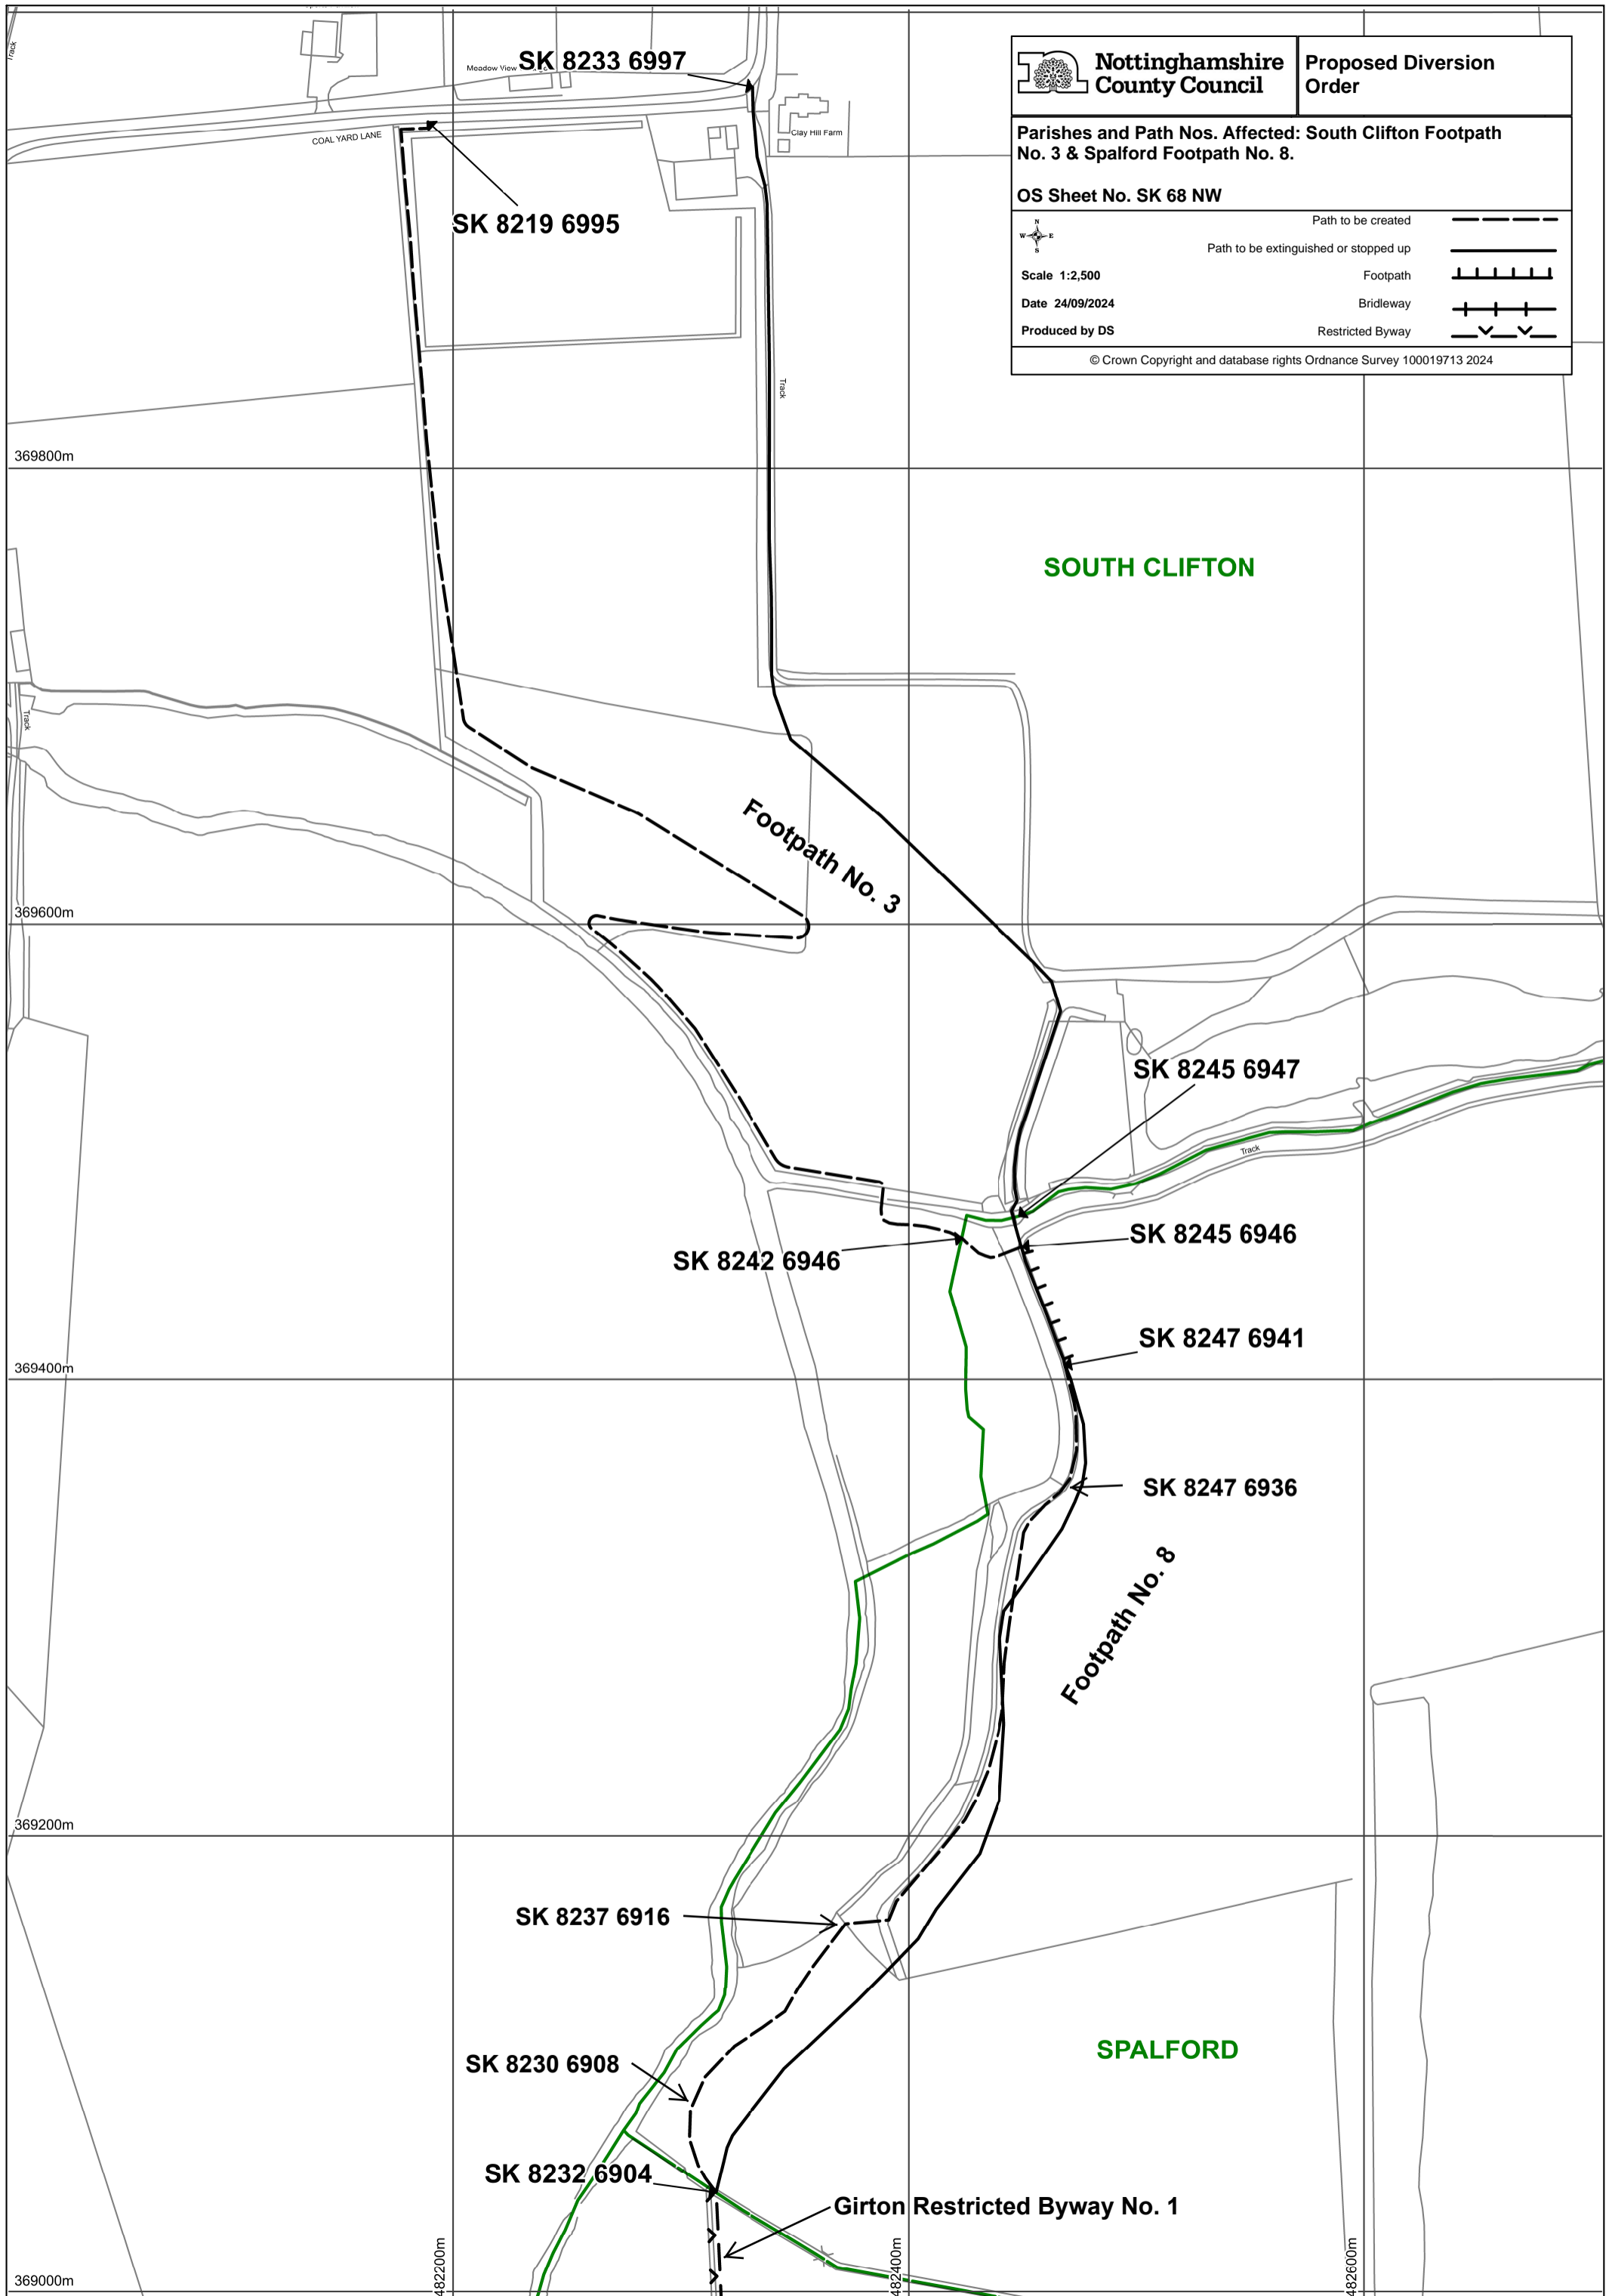 Track
SK 8233 6997
Meadow View
COAL YARD LANE
Clay Hill Farm
SK 8219 6995
Nottinghamshire
County Council
Proposed Diversion
Order
Parishes and Path Nos. Affected: South Clifton Footpath
No. 3 & Spalford Footpath No. 8.
OS Sheet No. SK 68 NW
N
W E
S
Path to be created
Path to be extinguished or stopped up
Scale 1:2,500
Footpath
Date 24/09/2024
Bridleway
Produced by DS
Restricted Byway
© Crown Copyright and database rights Ordnance Survey 100019713 2024
Track
369800m
SOUTH CLIFTON
Track
Footpath No. 3
369600m
SK 8245 6947
Track
SK 8245 6946
SK 8242 6946
SK 8247 6941
369400m
SK 8247 6936
Footpath No. 8
369200m
SK 8237 6916
SPALFORD
SK 8230 6908
SK 8232 6904
Girton Restricted Byway No. 1
482200m
482400m
482600m
369000m